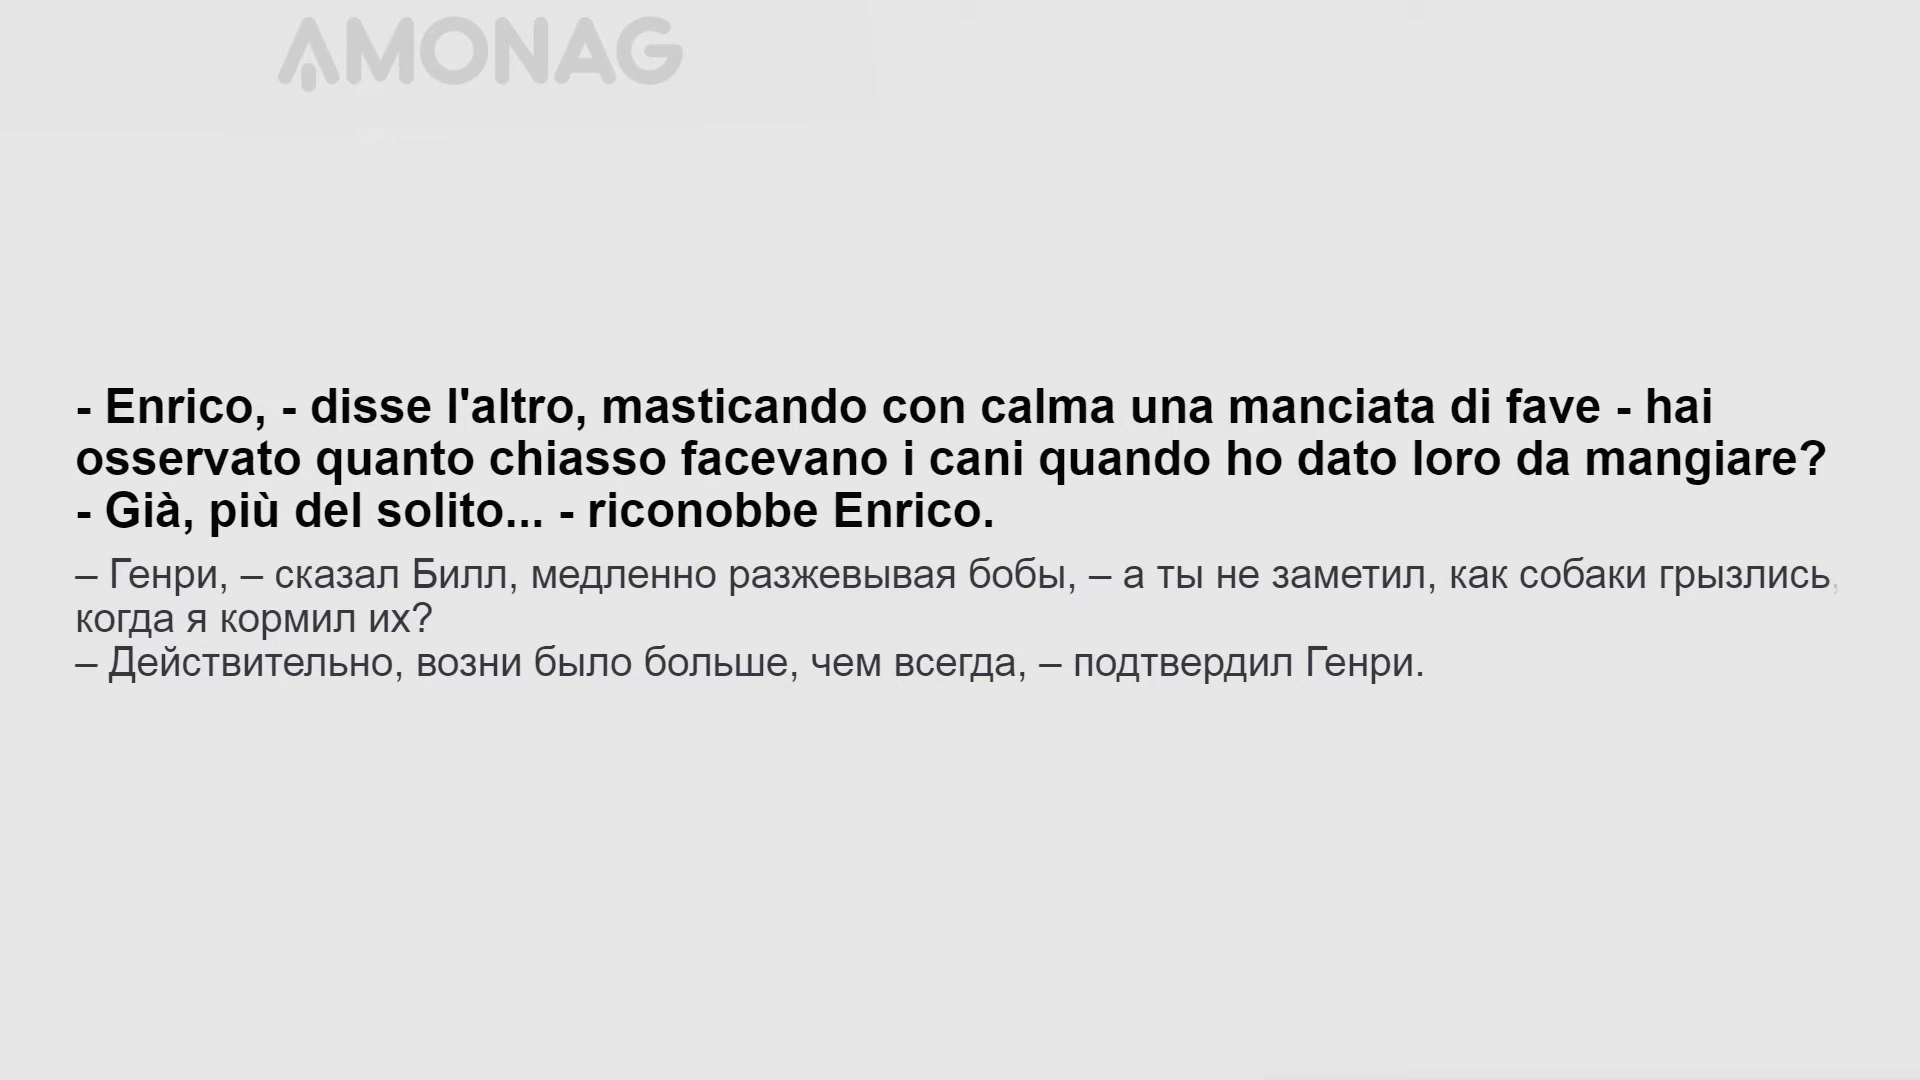 AMONAG
- Enrico, - disse l'altro, masticando con calma una manciata di fave - hai
osservato quanto chiasso facevano i cani quando ho dato loro da mangiare?
- Già, più del solito... - riconobbe Enrico.
– Генри, – сказал Билл, медленно разжевывая бобы, – а ты не заметил, как собаки грызлись,
когда я кормил их?
– Действительно, возни было больше, чем всегда, – подтвердил Генри.